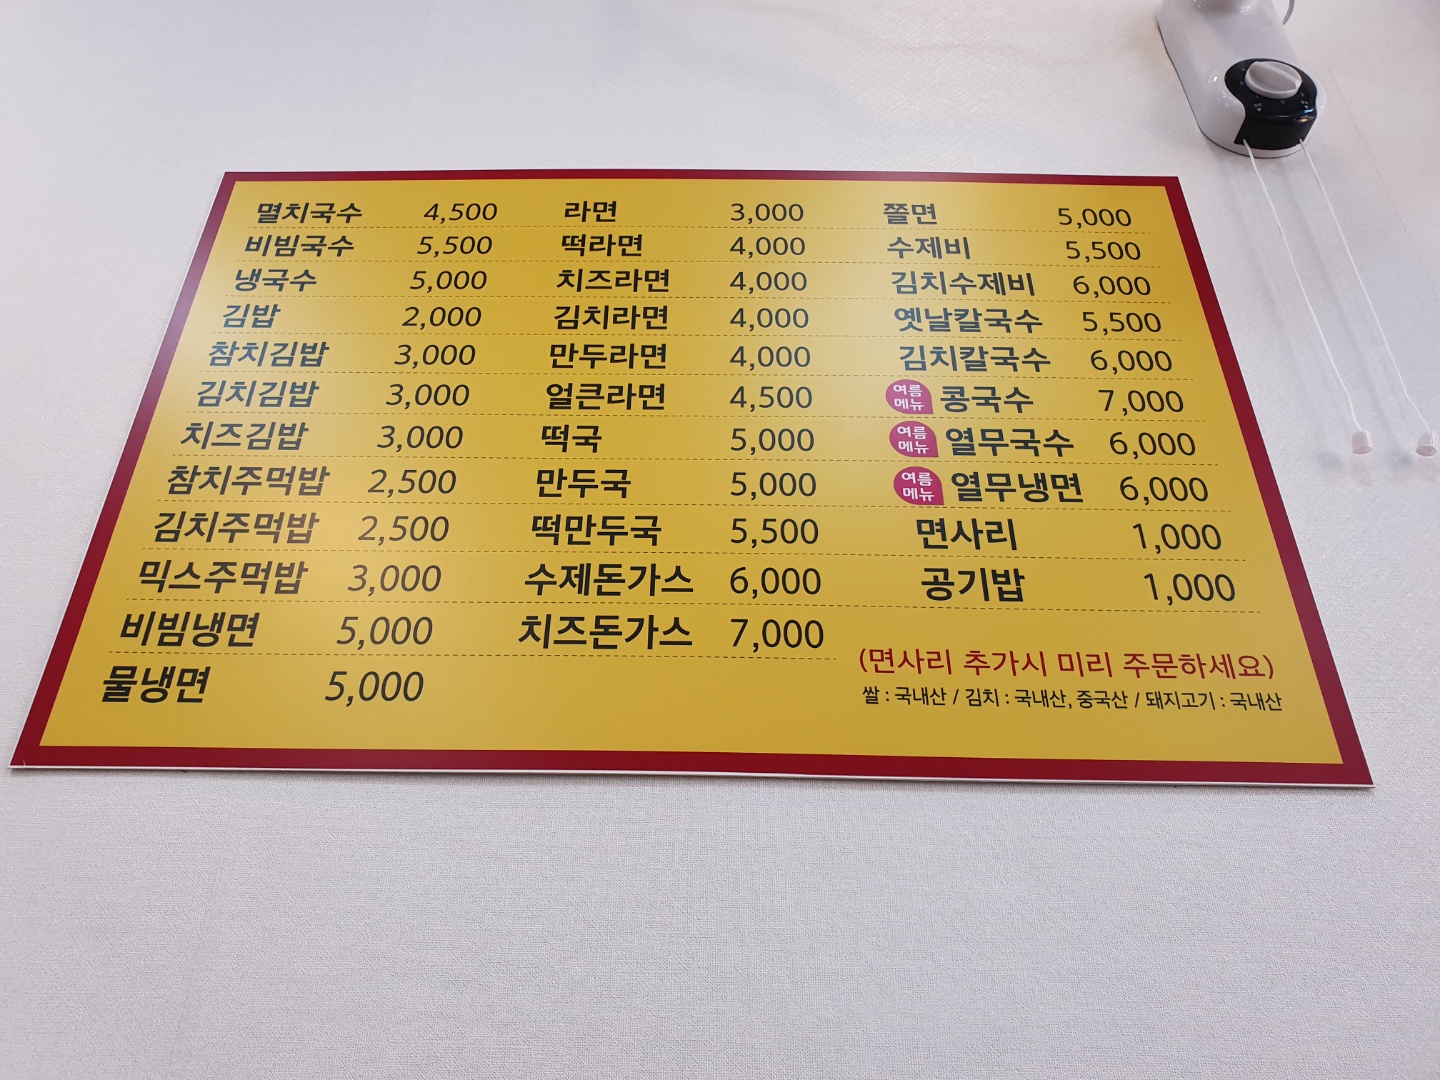 멸치국수 4,500
비빔국수 5,500
냉국수 5,000
김밥 2,000
참치김밥 3,000
김치김밥 3,000
치즈김밥 3,000
참치주먹밥 2,500
김치주먹밥 2,500
믹스주먹밥 3,000
비빔냉면 5,000
물냉면 5,000
라면 3,000
떡라면 4,000
치즈라면 4,000
김치라면 4,000
만두라면 4,000
얼큰라면 4,500
떡국 5,000
만두국 5,000
떡만두국 5,500
수제돈가스 6,000
치즈돈가스 7,000
쫄면 5,000
수제비 5,500
김치수제비 6,000
옛날칼국수 5,500
김치칼국수 6,000
여름메뉴 콩국수 7,000
여름메뉴 열무국수 6,000
여름메뉴 열무냉면 6,000
면사리 1,000
공기밥 1,000
(면사리 추가시 미리 주문하세요)
쌀 : 국내산 / 김치 : 국내산, 중국산 / 돼지고기 : 국내산